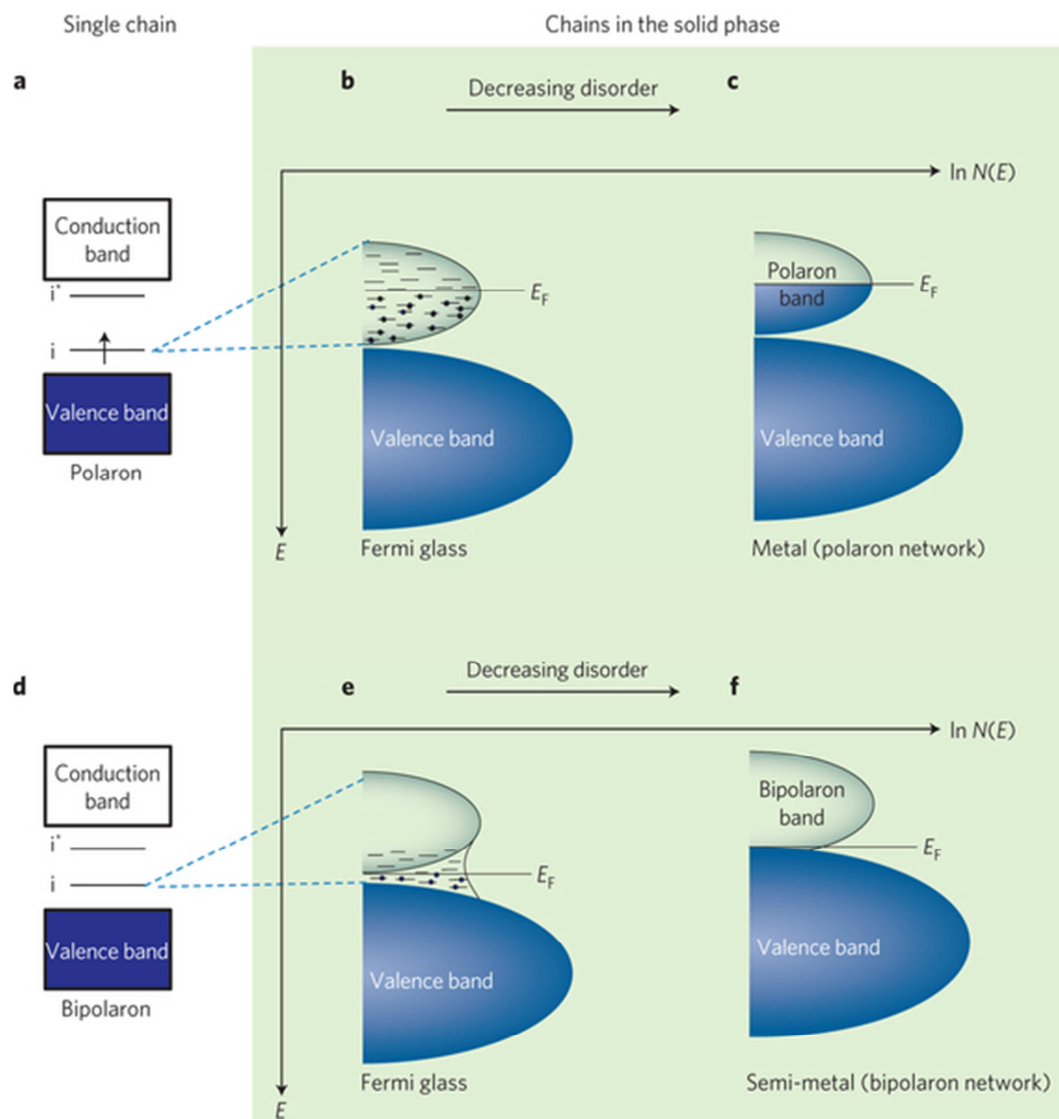 Single chain
Chains in the solid phase
a
b
Decreasing disorder
c
ln N(E)
Conduction
band
i*
i
Valence band
Polaron
E_F
Valence band
E
Fermi glass
Polaron
band
E_F
Valence band
Metal (polaron network)
d
e
Decreasing disorder
f
ln N(E)
Conduction
band
i*
i
Valence band
Bipolaron
E_F
Valence band
E
Fermi glass
Bipolaron
band
E_F
Valence band
Semi-metal (bipolaron network)